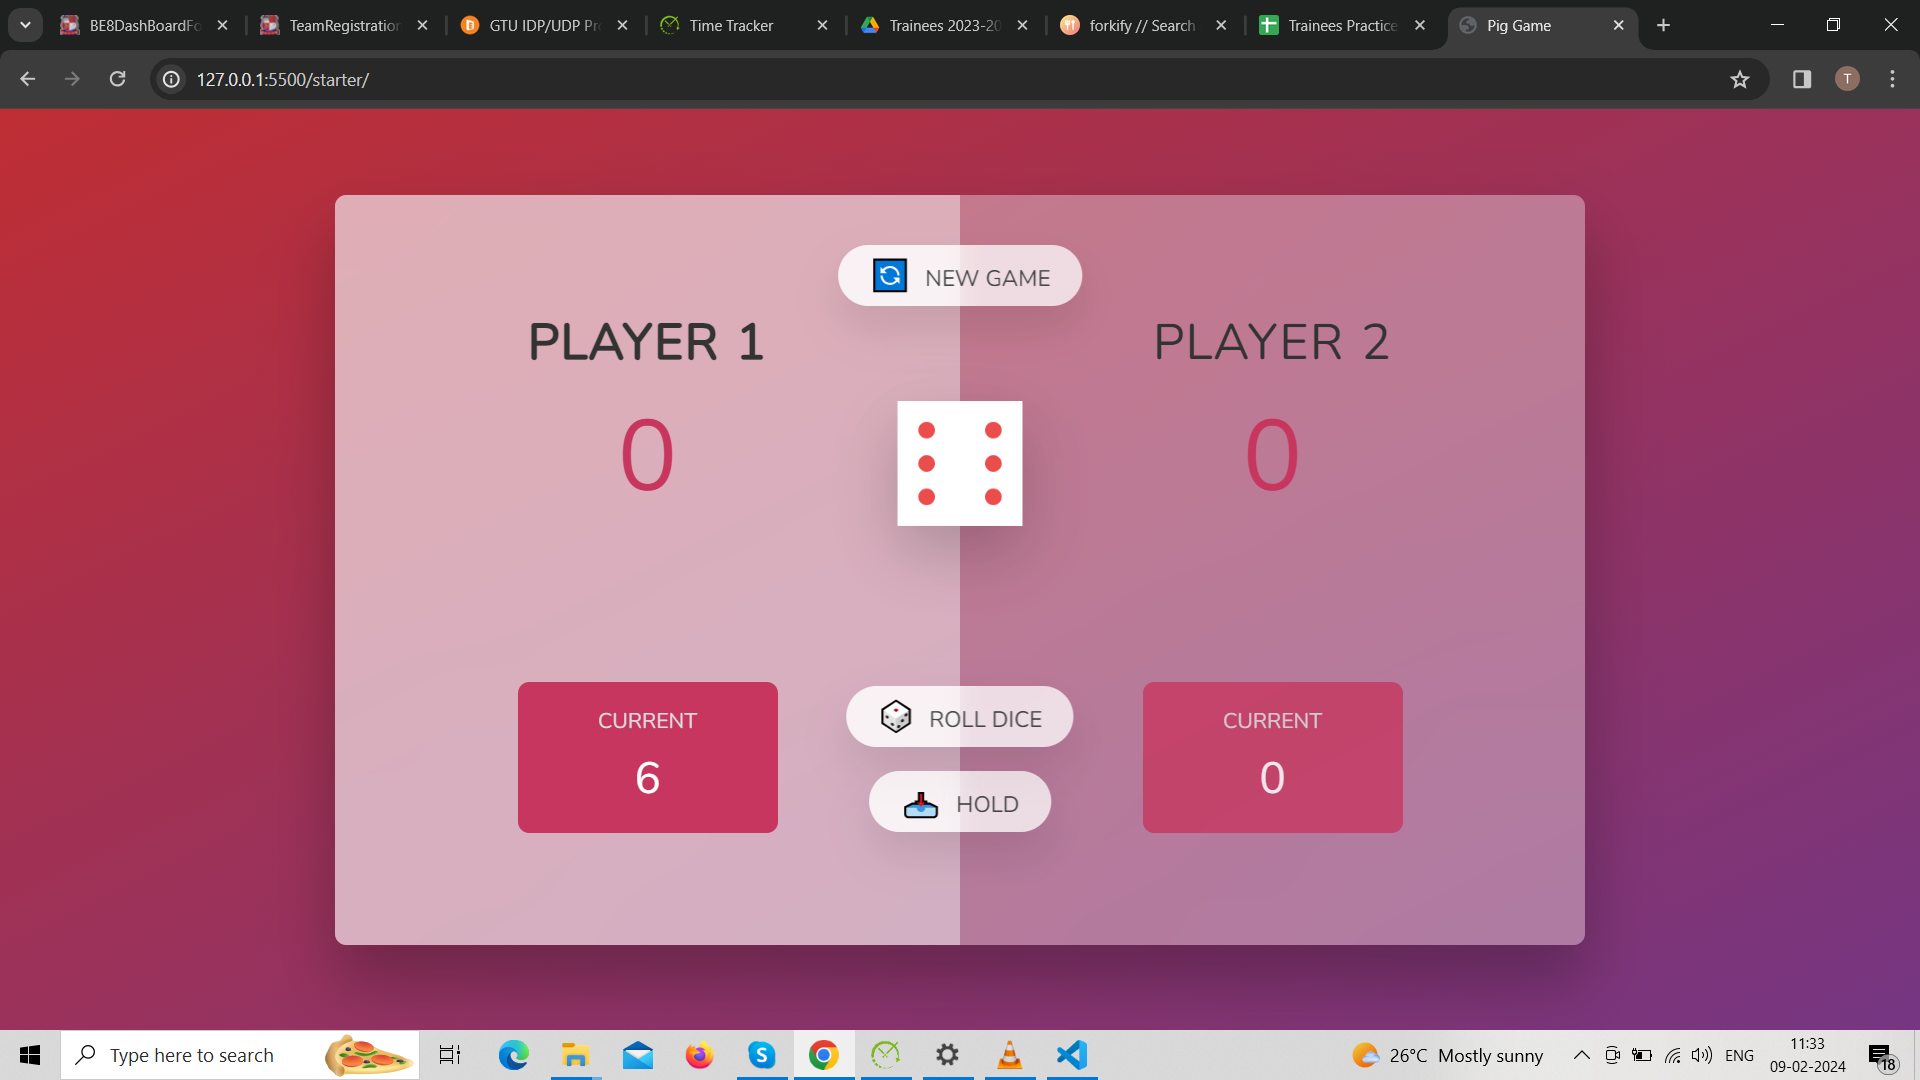 BE8DashBoardFo
TeamRegistration
GTU IDP/UDP Pr
Time Tracker
Trainees 2023-20
forkify // Search
Trainees Practice
Pig Game
127.0.0.1:5500/starter/
T
NEW GAME
PLAYER 1
PLAYER 2
0
0
CURRENT
6
ROLL DICE
HOLD
CURRENT
0
Type here to search
26°C Mostly sunny
ENG
11:33
09-02-2024
18